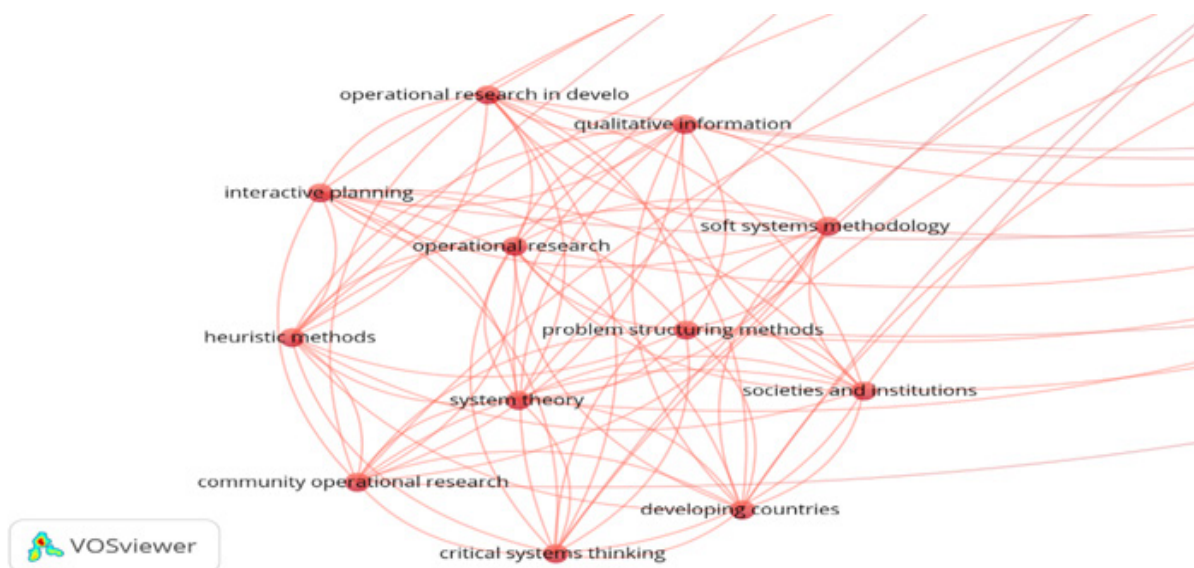 operational research in develo
qualitative information
interactive planning
soft systems methodology
operational research
problem structuring methods
heuristic methods
societies and institutions
system theory
community operational research
developing countries
critical systems thinking
VOSviewer